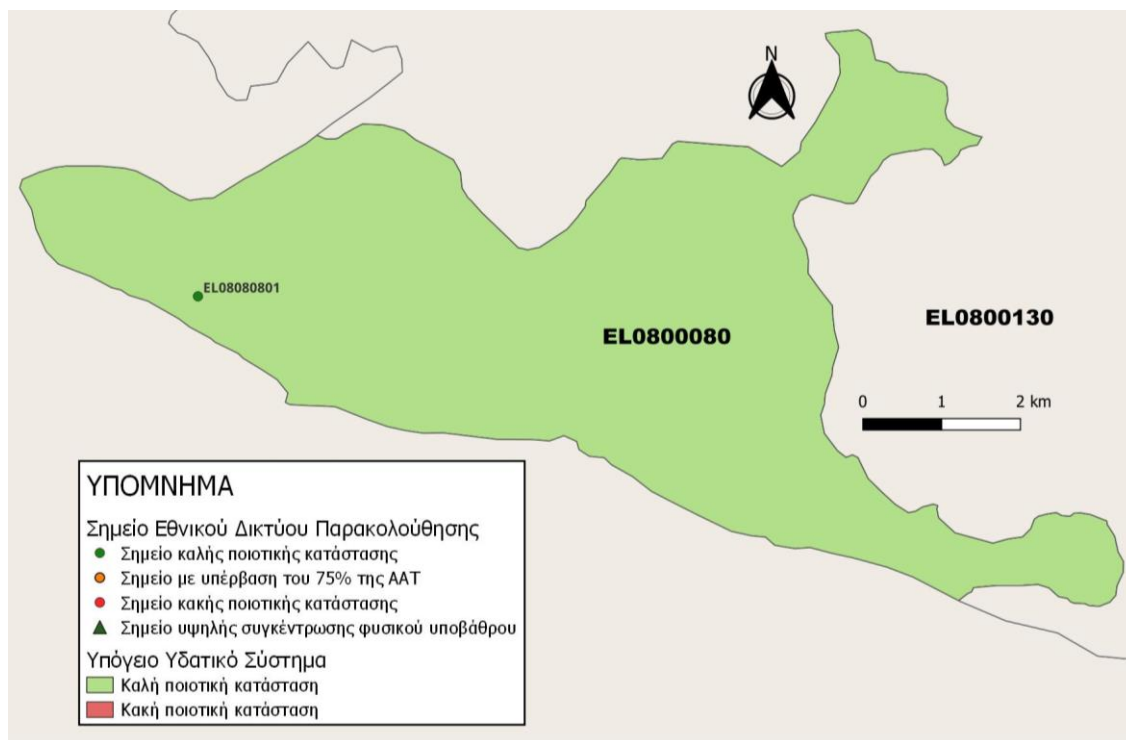 N
EL08080801
EL0800080
EL0800130
0 1 2 km
ΥΠΟΜΝΗΜΑ
Σημείο Εθνικού Δικτύου Παρακολούθησης
Σημείο καλής ποιοτικής κατάστασης
Σημείο με υπέρβαση του 75% της ΑΑΤ
Σημείο κακής ποιοτικής κατάστασης
Σημείο υψηλής συγκέντρωσης φυσικού υποβάθρου
Υπόγειο Υδατικό Σύστημα
Καλή ποιοτική κατάσταση
Κακή ποιοτική κατάσταση